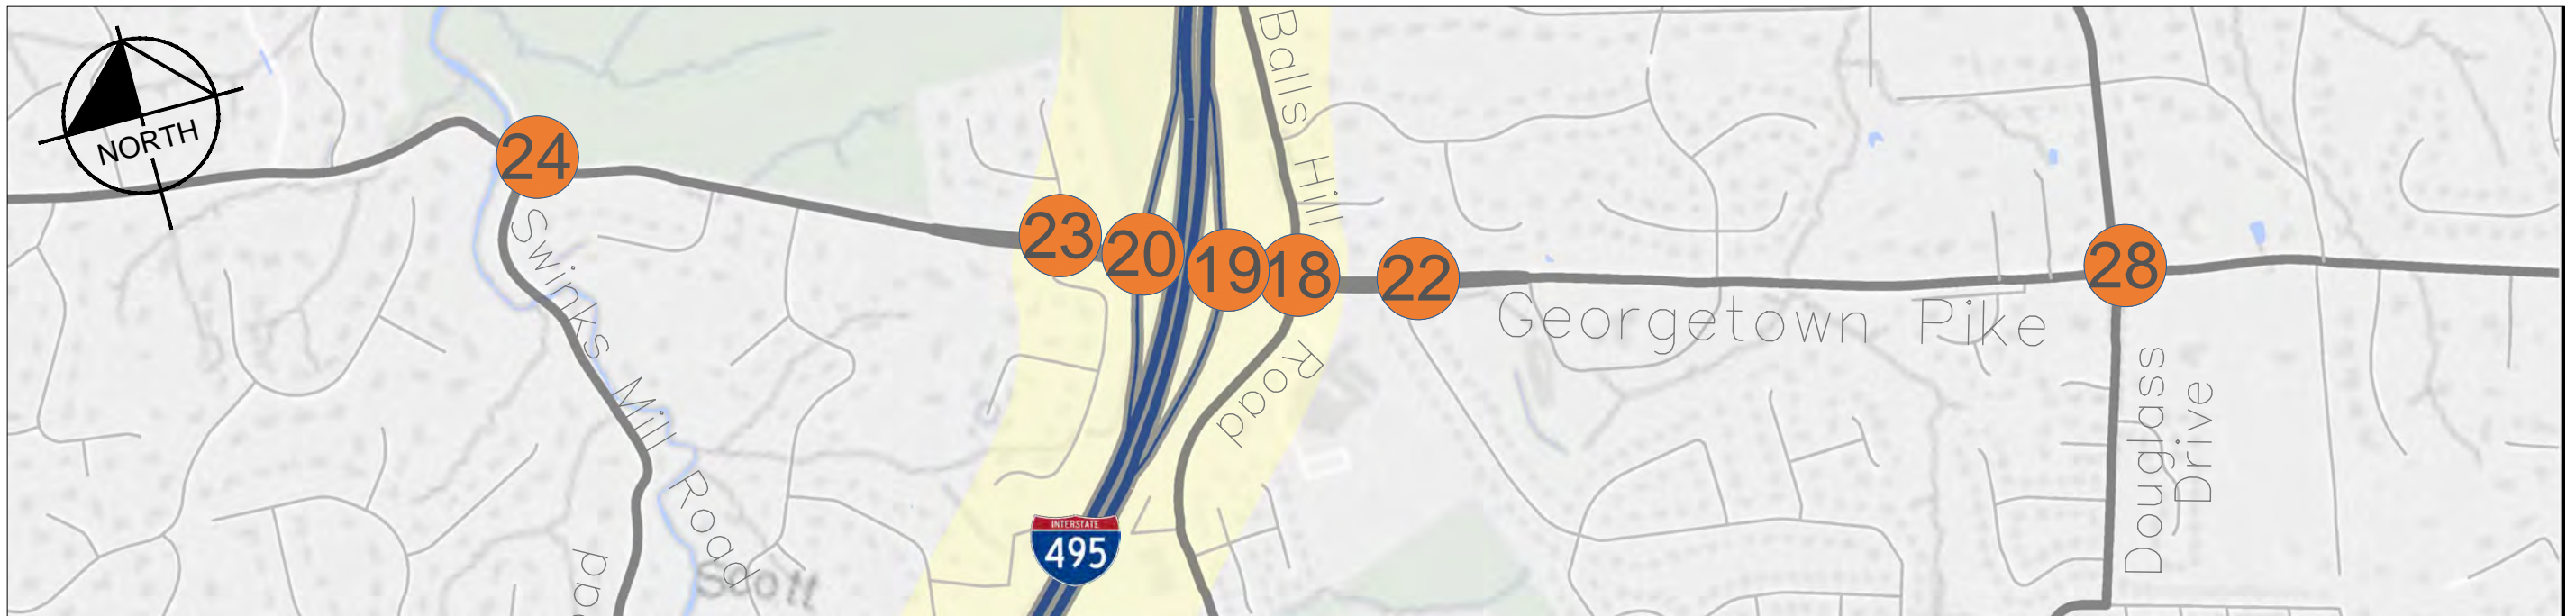 NORTH
24
23
20
19
18
22
28
Balls Hill Road
Swinks Mill Road
Georgetown Pike
Douglass
Drive
INTERSTATE
495
Scott